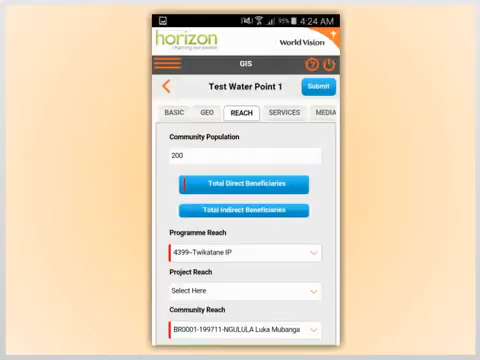 95% 4:24 AM
horizon
World Vision
GIS
Test Water Point 1
Submit
BASIC GEO REACH SERVICES MEDIA
Community Population
200
Total Direct Beneficiaries
Total Indirect Beneficiaries
Programme Reach
4399--Twikatane IP
Project Reach
Select Here
Community Reach
BR0001-199711-NGULULA Luka Mubanga